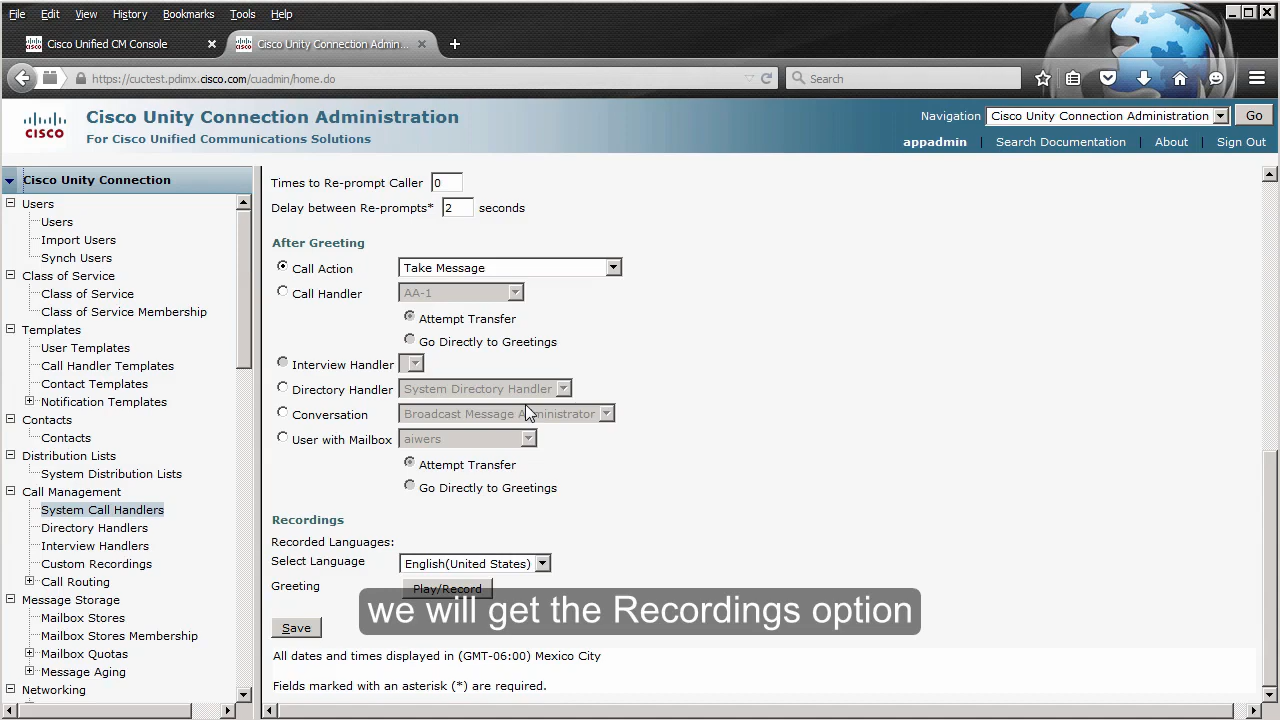 File Edit View History Bookmarks Tools Help
Cisco Unified CM Console
Cisco Unity Connection Admin...
https://cuctest.pdimx.cisco.com/cuadmin/home.do
Search
CISCO
Cisco Unity Connection Administration
For Cisco Unified Communications Solutions
Navigation Cisco Unity Connection Administration Go
appadmin Search Documentation About Sign Out
Cisco Unity Connection
Users
Users
Import Users
Synch Users
Class of Service
Class of Service
Class of Service Membership
Templates
User Templates
Call Handler Templates
Contact Templates
Notification Templates
Contacts
Contacts
Distribution Lists
System Distribution Lists
Call Management
System Call Handlers
Directory Handlers
Interview Handlers
Custom Recordings
Call Routing
Message Storage
Mailbox Stores
Mailbox Stores Membership
Mailbox Quotas
Message Aging
Networking
Times to Re-prompt Caller 0
Delay between Re-prompts* 2 seconds
After Greeting
Call Action Take Message
Call Handler AA-1
Attempt Transfer
Go Directly to Greetings
Interview Handler
Directory Handler System Directory Handler
Conversation Broadcast Message Administrator
User with Mailbox aiwers
Attempt Transfer
Go Directly to Greetings
Recordings
Recorded Languages:
Select Language English(United States)
Greeting Play/Record
we will get the Recordings option
Save
All dates and times displayed in (GMT-06:00) Mexico City
Fields marked with an asterisk (*) are required.